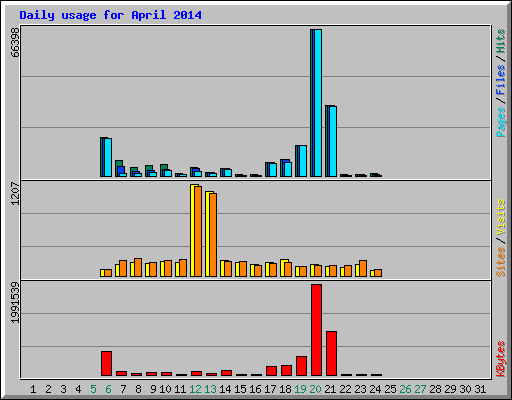 Daily usage for April 2014
66398
Pages / Files / Hits
1207
Sites / Visits
1991539
KBytes
1 2 3 4 5 6 7 8 9 10 11 12 13 14 15 16 17 18 19 20 21 22 23 24 25 26 27 28 29 30 31